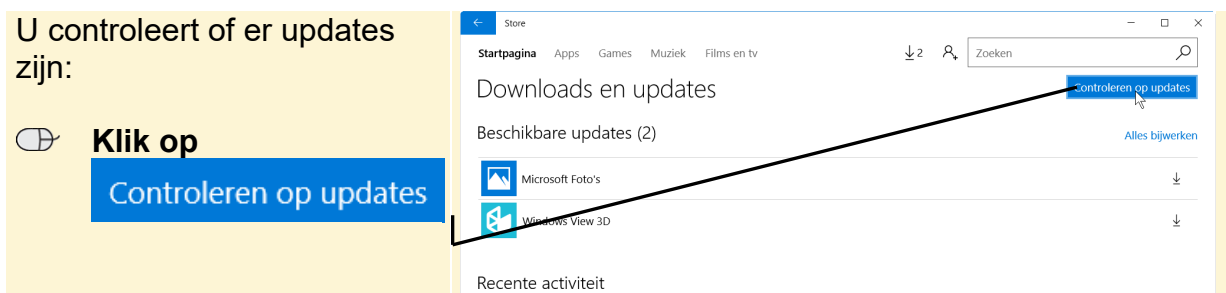 U controleert of er updates
zijn:
Klik op
Controleren op updates
Store
Startpagina Apps Games Muziek Films en tv 2 Zoeken
Downloads en updates Controleren op updates
Beschikbare updates (2) Alles bijwerken
Microsoft Foto's
Windows View 3D
Recente activiteit